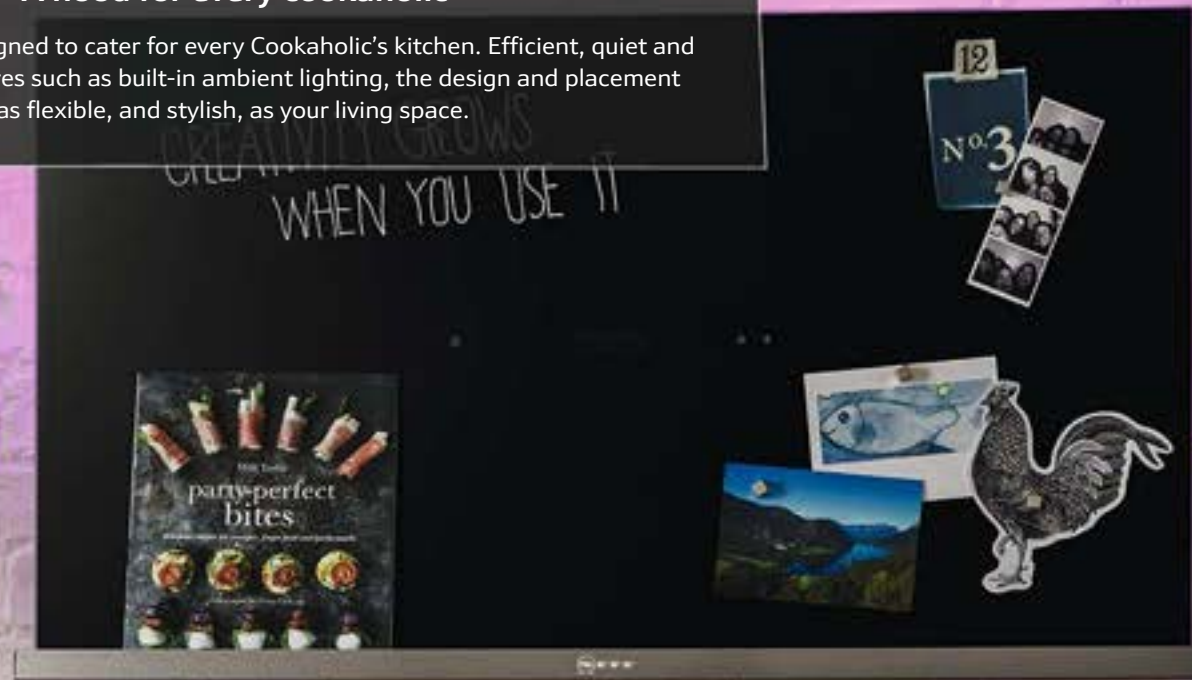 A hood for every cookaholic
gned to cater for every Cookaholic's kitchen. Efficient, quiet and
es such as built-in ambient lighting, the design and placement
as flexible, and stylish, as your living space.
CREATIVITY GROWS
WHEN YOU USE IT
12
No.3
party-perfect
bites